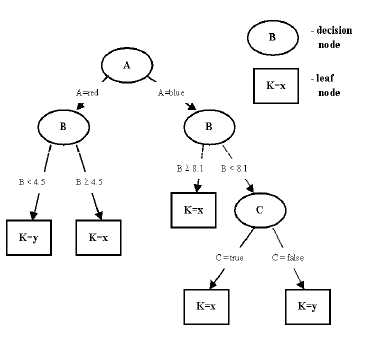 B
- decision
node
A
A=red
A=blue
K=x
- leaf
node
B
B
B < 4.5
B ≥ 4.5
B ≥ 8.1
B < 8.1
K=y
K=x
K=x
C
C = true
C = false
K=x
K=y